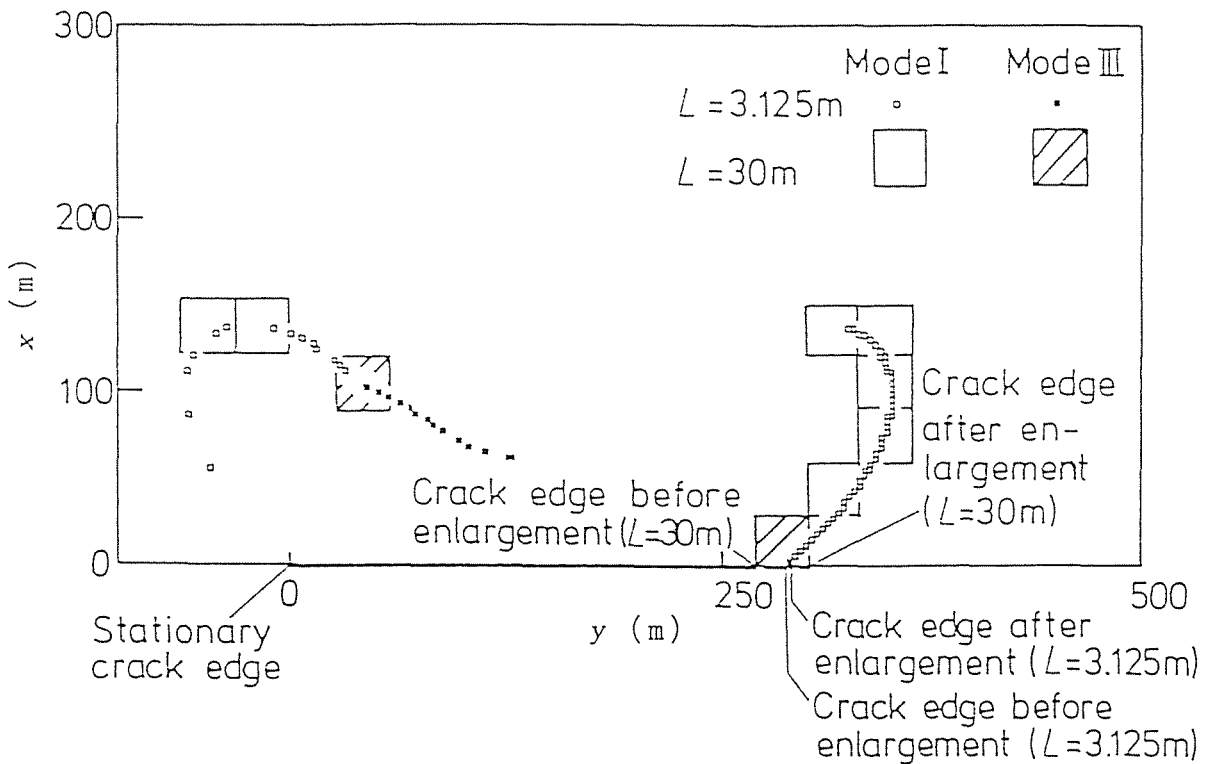 300
200
100
0
x (m)
Mode I Mode III
L=3.125m
L=30m
Crack edge
after en-
largement
(L=30m)
Crack edge before
enlargement (L=30m)
0
250
500
y (m)
Stationary
crack edge
Crack edge after
enlargement (L=3.125m)
Crack edge before
enlargement (L=3.125m)